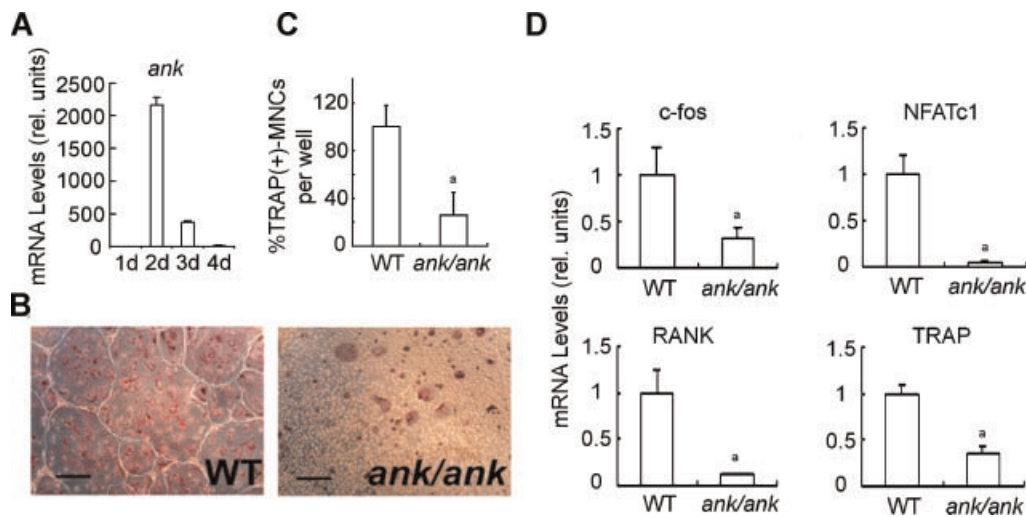 A
ank
mRNA Levels (rel. units)
2500
2000
1500
1000
500
0
1d 2d 3d 4d
C
%TRAP(+)-MNCs
per well
120
80
40
0
a
WT ank/ank
B
WT
ank/ank
D
mRNA Levels (rel. units)
c-fos
1.5
1
0.5
0
a
WT ank/ank
NFATc1
1.5
1
0.5
0
a
WT ank/ank
RANK
1.5
1
0.5
0
a
WT ank/ank
TRAP
1.5
1
0.5
0
a
WT ank/ank